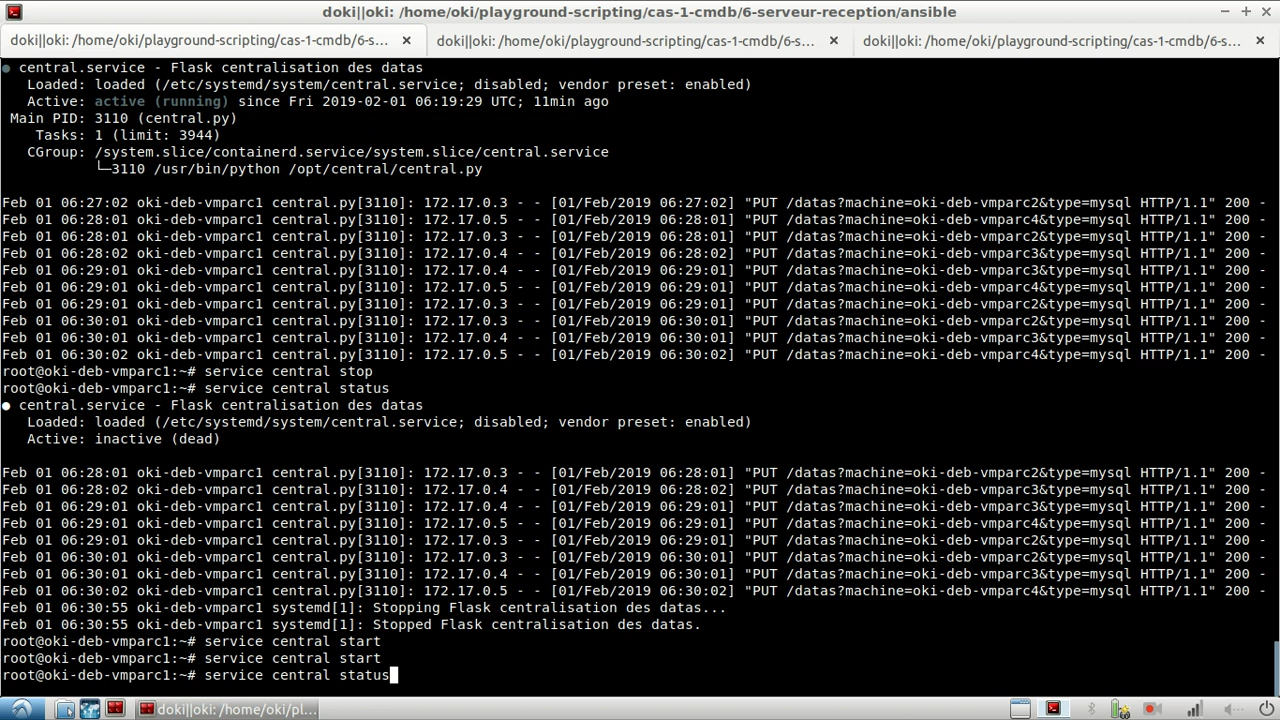 doki||oki: /home/oki/playground-scripting/cas-1-cmdb/6-serveur-reception/ansible
doki||oki: /home/oki/playground-scripting/cas-1-cmdb/6-s... × doki||oki: /home/oki/playground-scripting/cas-1-cmdb/6-s... × doki||oki: /home/oki/playground-scripting/cas-1-cmdb/6-s... ×
● central.service - Flask centralisation des datas
Loaded: loaded (/etc/systemd/system/central.service; disabled; vendor preset: enabled)
Active: active (running) since Fri 2019-02-01 06:19:29 UTC; 11min ago
Main PID: 3110 (central.py)
Tasks: 1 (limit: 3944)
CGroup: /system.slice/containerd.service/system.slice/central.service
└─3110 /usr/bin/python /opt/central/central.py
Feb 01 06:27:02 oki-deb-vmparc1 central.py[3110]: 172.17.0.3 - - [01/Feb/2019 06:27:02] "PUT /datas?machine=oki-deb-vmparc2&type=mysql HTTP/1.1" 200 -
Feb 01 06:28:01 oki-deb-vmparc1 central.py[3110]: 172.17.0.5 - - [01/Feb/2019 06:28:01] "PUT /datas?machine=oki-deb-vmparc4&type=mysql HTTP/1.1" 200 -
Feb 01 06:28:01 oki-deb-vmparc1 central.py[3110]: 172.17.0.3 - - [01/Feb/2019 06:28:01] "PUT /datas?machine=oki-deb-vmparc2&type=mysql HTTP/1.1" 200 -
Feb 01 06:28:02 oki-deb-vmparc1 central.py[3110]: 172.17.0.4 - - [01/Feb/2019 06:28:02] "PUT /datas?machine=oki-deb-vmparc3&type=mysql HTTP/1.1" 200 -
Feb 01 06:29:01 oki-deb-vmparc1 central.py[3110]: 172.17.0.4 - - [01/Feb/2019 06:29:01] "PUT /datas?machine=oki-deb-vmparc3&type=mysql HTTP/1.1" 200 -
Feb 01 06:29:01 oki-deb-vmparc1 central.py[3110]: 172.17.0.5 - - [01/Feb/2019 06:29:01] "PUT /datas?machine=oki-deb-vmparc4&type=mysql HTTP/1.1" 200 -
Feb 01 06:29:01 oki-deb-vmparc1 central.py[3110]: 172.17.0.3 - - [01/Feb/2019 06:29:01] "PUT /datas?machine=oki-deb-vmparc2&type=mysql HTTP/1.1" 200 -
Feb 01 06:30:01 oki-deb-vmparc1 central.py[3110]: 172.17.0.3 - - [01/Feb/2019 06:30:01] "PUT /datas?machine=oki-deb-vmparc2&type=mysql HTTP/1.1" 200 -
Feb 01 06:30:01 oki-deb-vmparc1 central.py[3110]: 172.17.0.4 - - [01/Feb/2019 06:30:01] "PUT /datas?machine=oki-deb-vmparc3&type=mysql HTTP/1.1" 200 -
Feb 01 06:30:02 oki-deb-vmparc1 central.py[3110]: 172.17.0.5 - - [01/Feb/2019 06:30:02] "PUT /datas?machine=oki-deb-vmparc4&type=mysql HTTP/1.1" 200 -
root@oki-deb-vmparc1:~# service central stop
root@oki-deb-vmparc1:~# service central status
● central.service - Flask centralisation des datas
Loaded: loaded (/etc/systemd/system/central.service; disabled; vendor preset: enabled)
Active: inactive (dead)
Feb 01 06:28:01 oki-deb-vmparc1 central.py[3110]: 172.17.0.3 - - [01/Feb/2019 06:28:01] "PUT /datas?machine=oki-deb-vmparc2&type=mysql HTTP/1.1" 200 -
Feb 01 06:28:02 oki-deb-vmparc1 central.py[3110]: 172.17.0.4 - - [01/Feb/2019 06:28:02] "PUT /datas?machine=oki-deb-vmparc3&type=mysql HTTP/1.1" 200 -
Feb 01 06:29:01 oki-deb-vmparc1 central.py[3110]: 172.17.0.4 - - [01/Feb/2019 06:29:01] "PUT /datas?machine=oki-deb-vmparc3&type=mysql HTTP/1.1" 200 -
Feb 01 06:29:01 oki-deb-vmparc1 central.py[3110]: 172.17.0.5 - - [01/Feb/2019 06:29:01] "PUT /datas?machine=oki-deb-vmparc4&type=mysql HTTP/1.1" 200 -
Feb 01 06:29:01 oki-deb-vmparc1 central.py[3110]: 172.17.0.3 - - [01/Feb/2019 06:29:01] "PUT /datas?machine=oki-deb-vmparc2&type=mysql HTTP/1.1" 200 -
Feb 01 06:30:01 oki-deb-vmparc1 central.py[3110]: 172.17.0.3 - - [01/Feb/2019 06:30:01] "PUT /datas?machine=oki-deb-vmparc2&type=mysql HTTP/1.1" 200 -
Feb 01 06:30:01 oki-deb-vmparc1 central.py[3110]: 172.17.0.4 - - [01/Feb/2019 06:30:01] "PUT /datas?machine=oki-deb-vmparc3&type=mysql HTTP/1.1" 200 -
Feb 01 06:30:02 oki-deb-vmparc1 central.py[3110]: 172.17.0.5 - - [01/Feb/2019 06:30:02] "PUT /datas?machine=oki-deb-vmparc4&type=mysql HTTP/1.1" 200 -
Feb 01 06:30:55 oki-deb-vmparc1 systemd[1]: Stopping Flask centralisation des datas...
Feb 01 06:30:55 oki-deb-vmparc1 systemd[1]: Stopped Flask centralisation des datas.
root@oki-deb-vmparc1:~# service central start
root@oki-deb-vmparc1:~# service central start
root@oki-deb-vmparc1:~# service central status
doki||oki: /home/oki/pl...